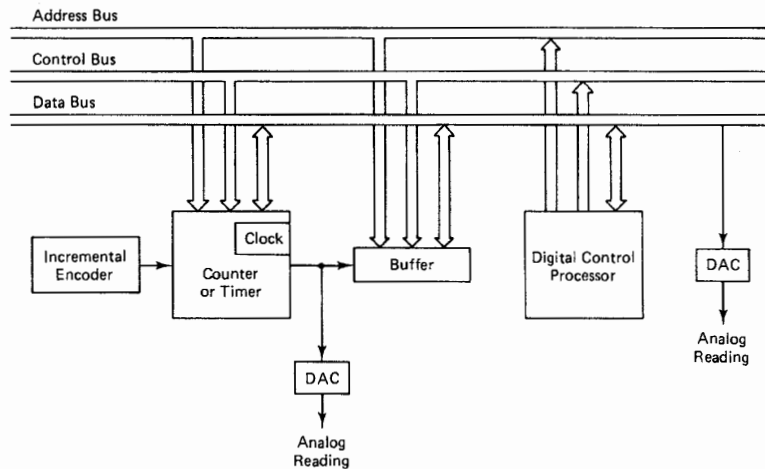 Address Bus
Control Bus
Data Bus
Clock
Incremental
Encoder
Counter
or Timer
Buffer
Digital Control
Processor
DAC
Analog
Reading
DAC
Analog
Reading